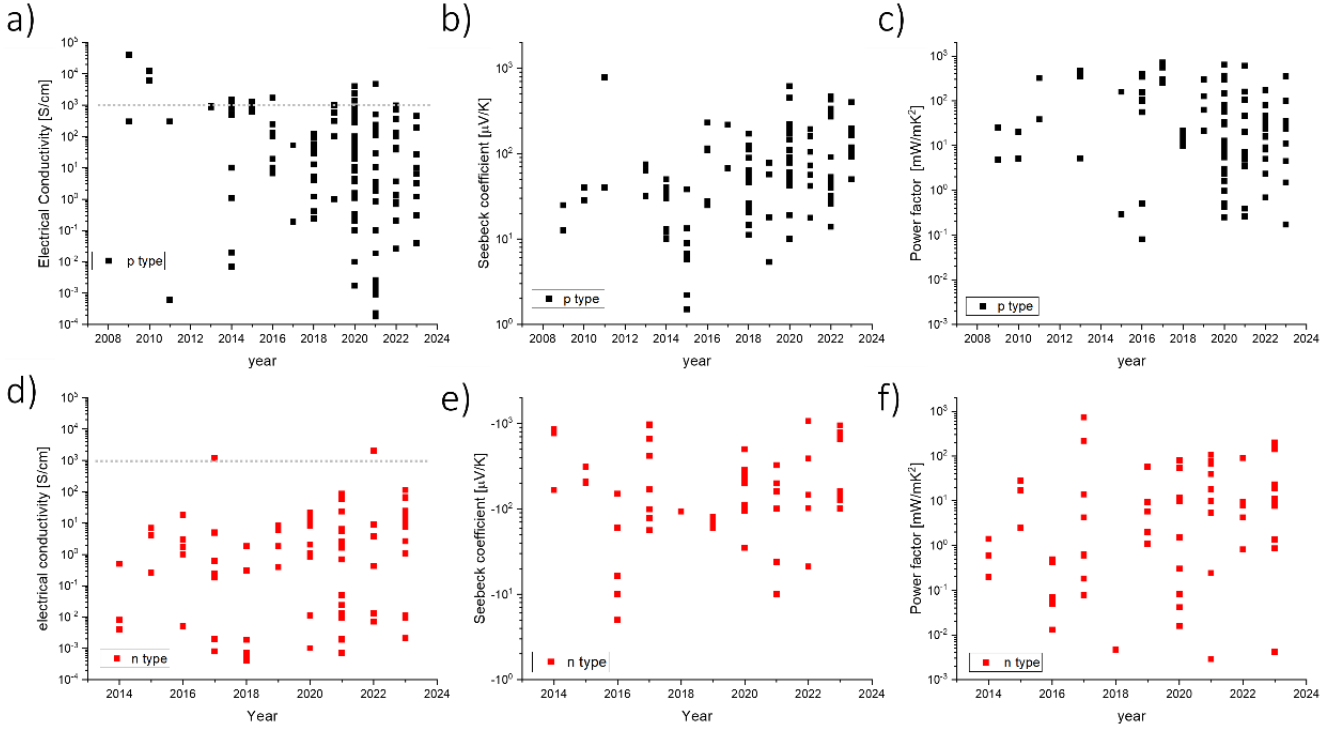 a)
Electrical Conductivity [S/cm]
10⁵
10⁴
10³
10²
10¹
10⁰
10⁻¹
10⁻²
10⁻³
10⁻⁴
p type
2008 2010 2012 2014 2016 2018 2020 2022 2024
year
b)
Seebeck coefficient [μV/K]
10³
10²
10¹
10⁰
p type
2008 2010 2012 2014 2016 2018 2020 2022 2024
year
c)
Power factor [mW/mK²]
10³
10²
10¹
10⁰
10⁻¹
10⁻²
10⁻³
p type
2008 2010 2012 2014 2016 2018 2020 2022 2024
year
d)
electrical conductivity [S/cm]
10⁵
10⁴
10³
10²
10¹
10⁰
10⁻¹
10⁻²
10⁻³
10⁻⁴
n type
2014 2016 2018 2020 2022 2024
Year
e)
Seebeck coefficient [μV/K]
-10³
-10²
-10¹
-10⁰
n type
2014 2016 2018 2020 2022 2024
Year
f)
Power factor [mW/mK²]
10³
10²
10¹
10⁰
10⁻¹
10⁻²
10⁻³
n type
2014 2016 2018 2020 2022 2024
year